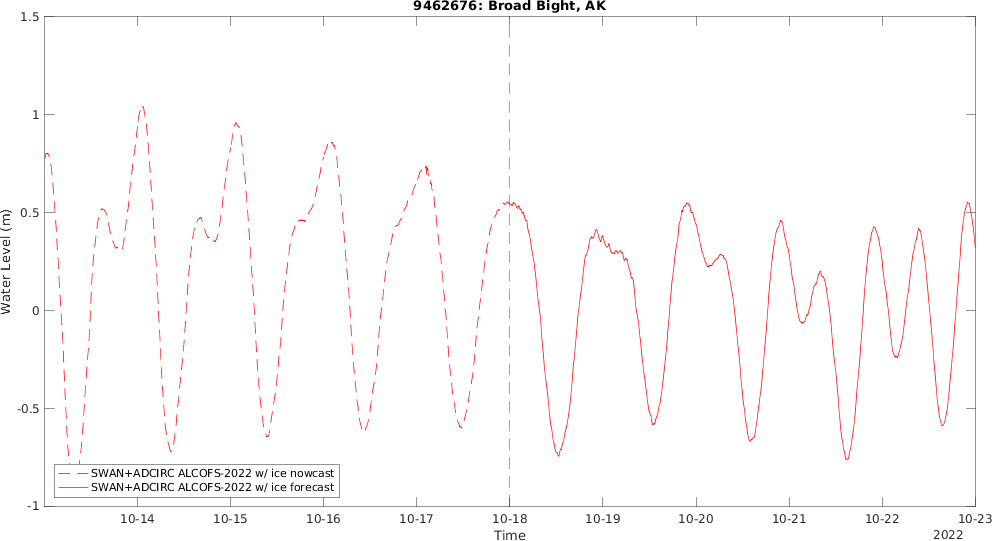 9462676: Broad Bight, AK
1.5
1
0.5
0
-0.5
-1
Water Level (m)
SWAN+ADCIRC ALCOFS-2022 w/ ice nowcast
SWAN+ADCIRC ALCOFS-2022 w/ ice forecast
10-14 10-15 10-16 10-17 10-18 10-19 10-20 10-21 10-22 10-23
Time
2022